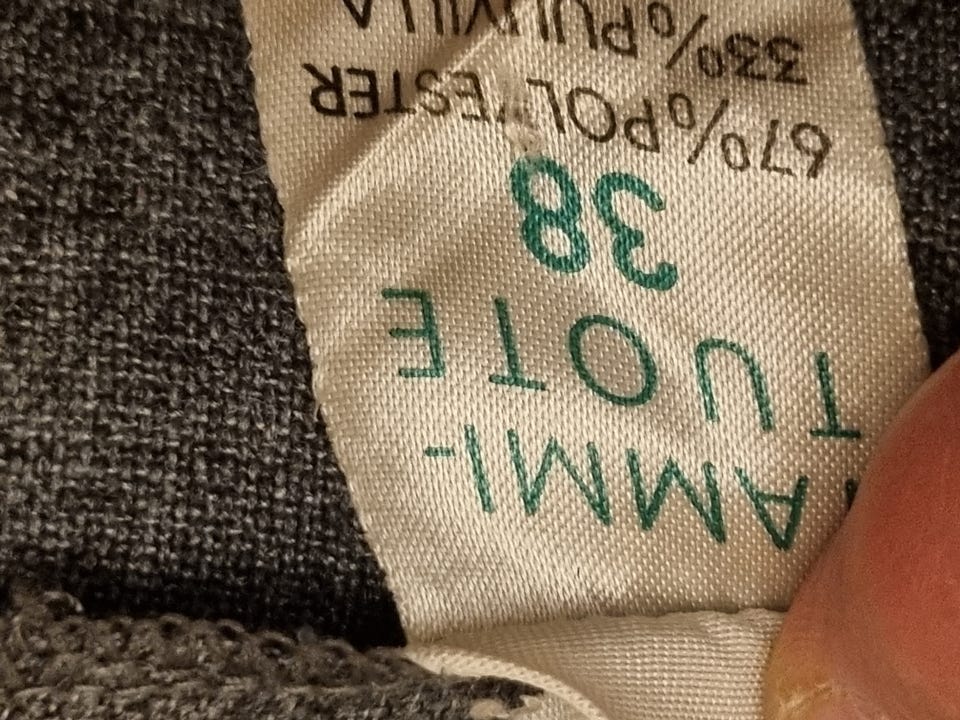 AMMI-
TUOTE
38
67% POLYESTER
33% PUUVILLA